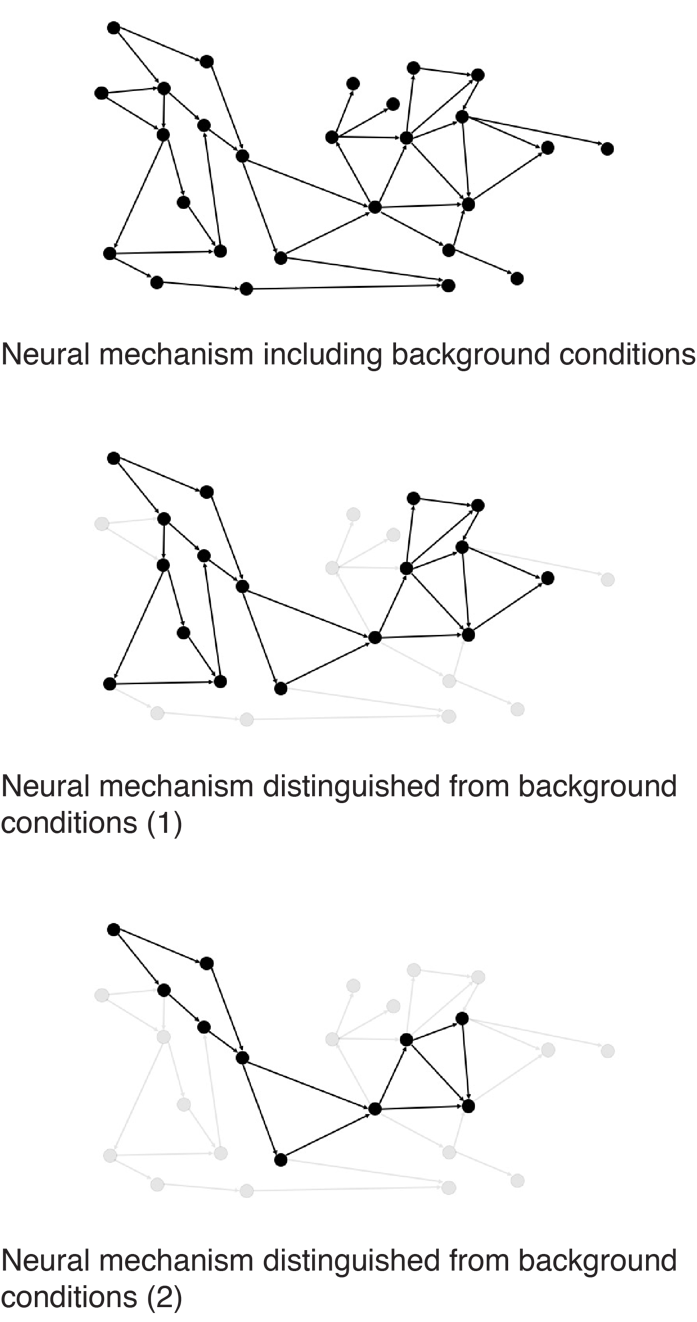 Neural mechanism including background conditions
Neural mechanism distinguished from background
conditions (1)
Neural mechanism distinguished from background
conditions (2)